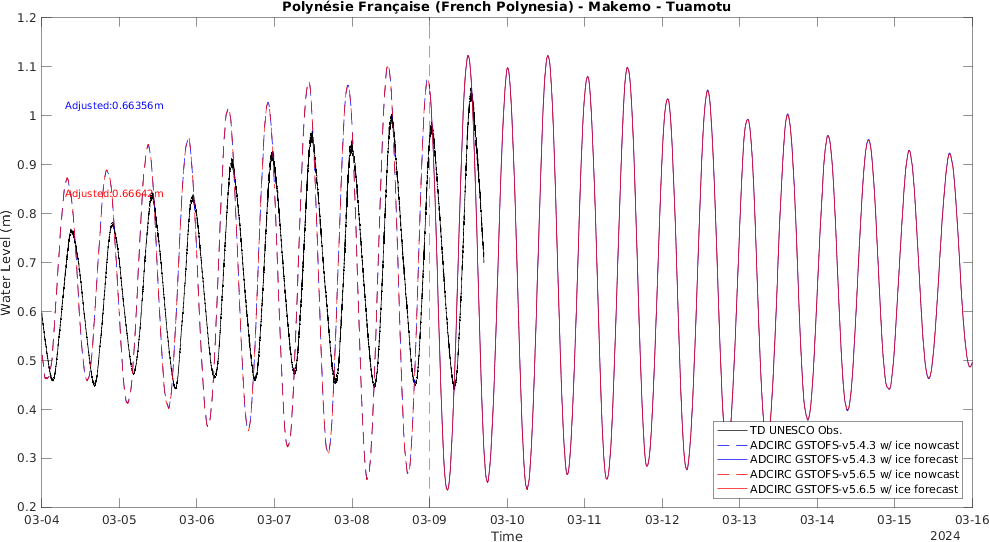 Polynésie Française (French Polynesia) - Makemo - Tuamotu
1.2
1.1
1
0.9
0.8
0.7
0.6
0.5
0.4
0.3
0.2
Water Level (m)
Adjusted:0.66356m
Adjusted:0.66642m
TD UNESCO Obs.
ADCIRC GSTOFS-v5.4.3 w/ ice nowcast
ADCIRC GSTOFS-v5.4.3 w/ ice forecast
ADCIRC GSTOFS-v5.6.5 w/ ice nowcast
ADCIRC GSTOFS-v5.6.5 w/ ice forecast
03-04 03-05 03-06 03-07 03-08 03-09 03-10 03-11 03-12 03-13 03-14 03-15 03-16
Time
2024